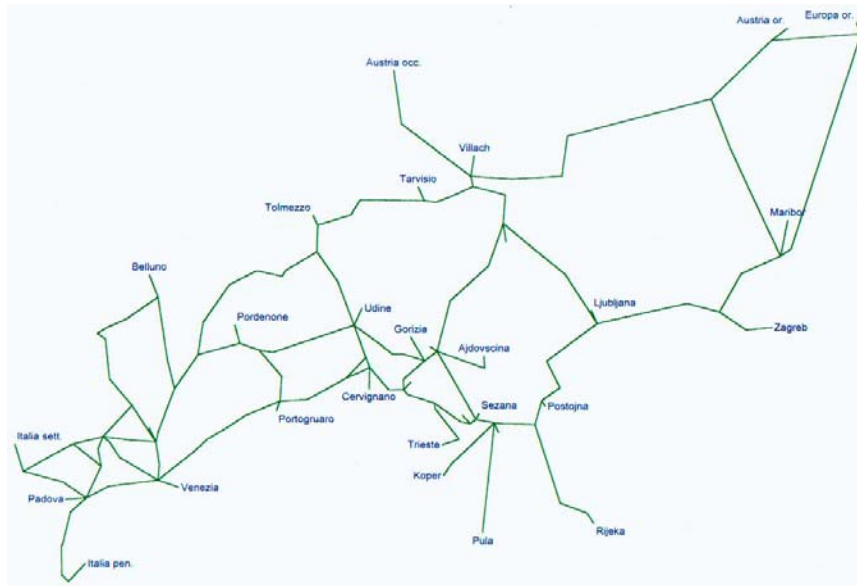 Europa or.
Austria or.
Austria occ.
Villach
Tarvisio
Tolmezzo
Maribor
Belluno
Ljubljana
Udine
Pordenone
Gorizia
Zagreb
Ajdovscina
Cervignano
Sezana
Postojna
Portogruaro
Italia sett.
Trieste
Koper
Venezia
Padova
Rijeka
Pula
Italia pen.